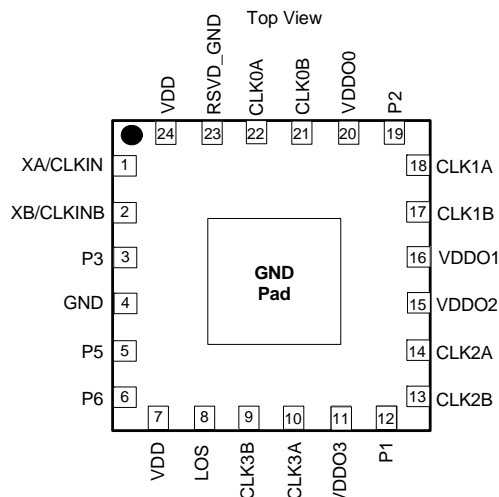 Top View
VDD
RSVD_GND
CLK0A
CLK0B
VDDO0
P2
24
23
22
21
20
19
XA/CLKIN
1
18
CLK1A
XB/CLKINB
2
17
CLK1B
P3
3
16
VDDO1
GND
Pad
GND
4
15
VDDO2
P5
5
14
CLK2A
P6
6
13
CLK2B
7
8
9
10
11
12
VDD
LOS
CLK3B
CLK3A
VDDO3
P1